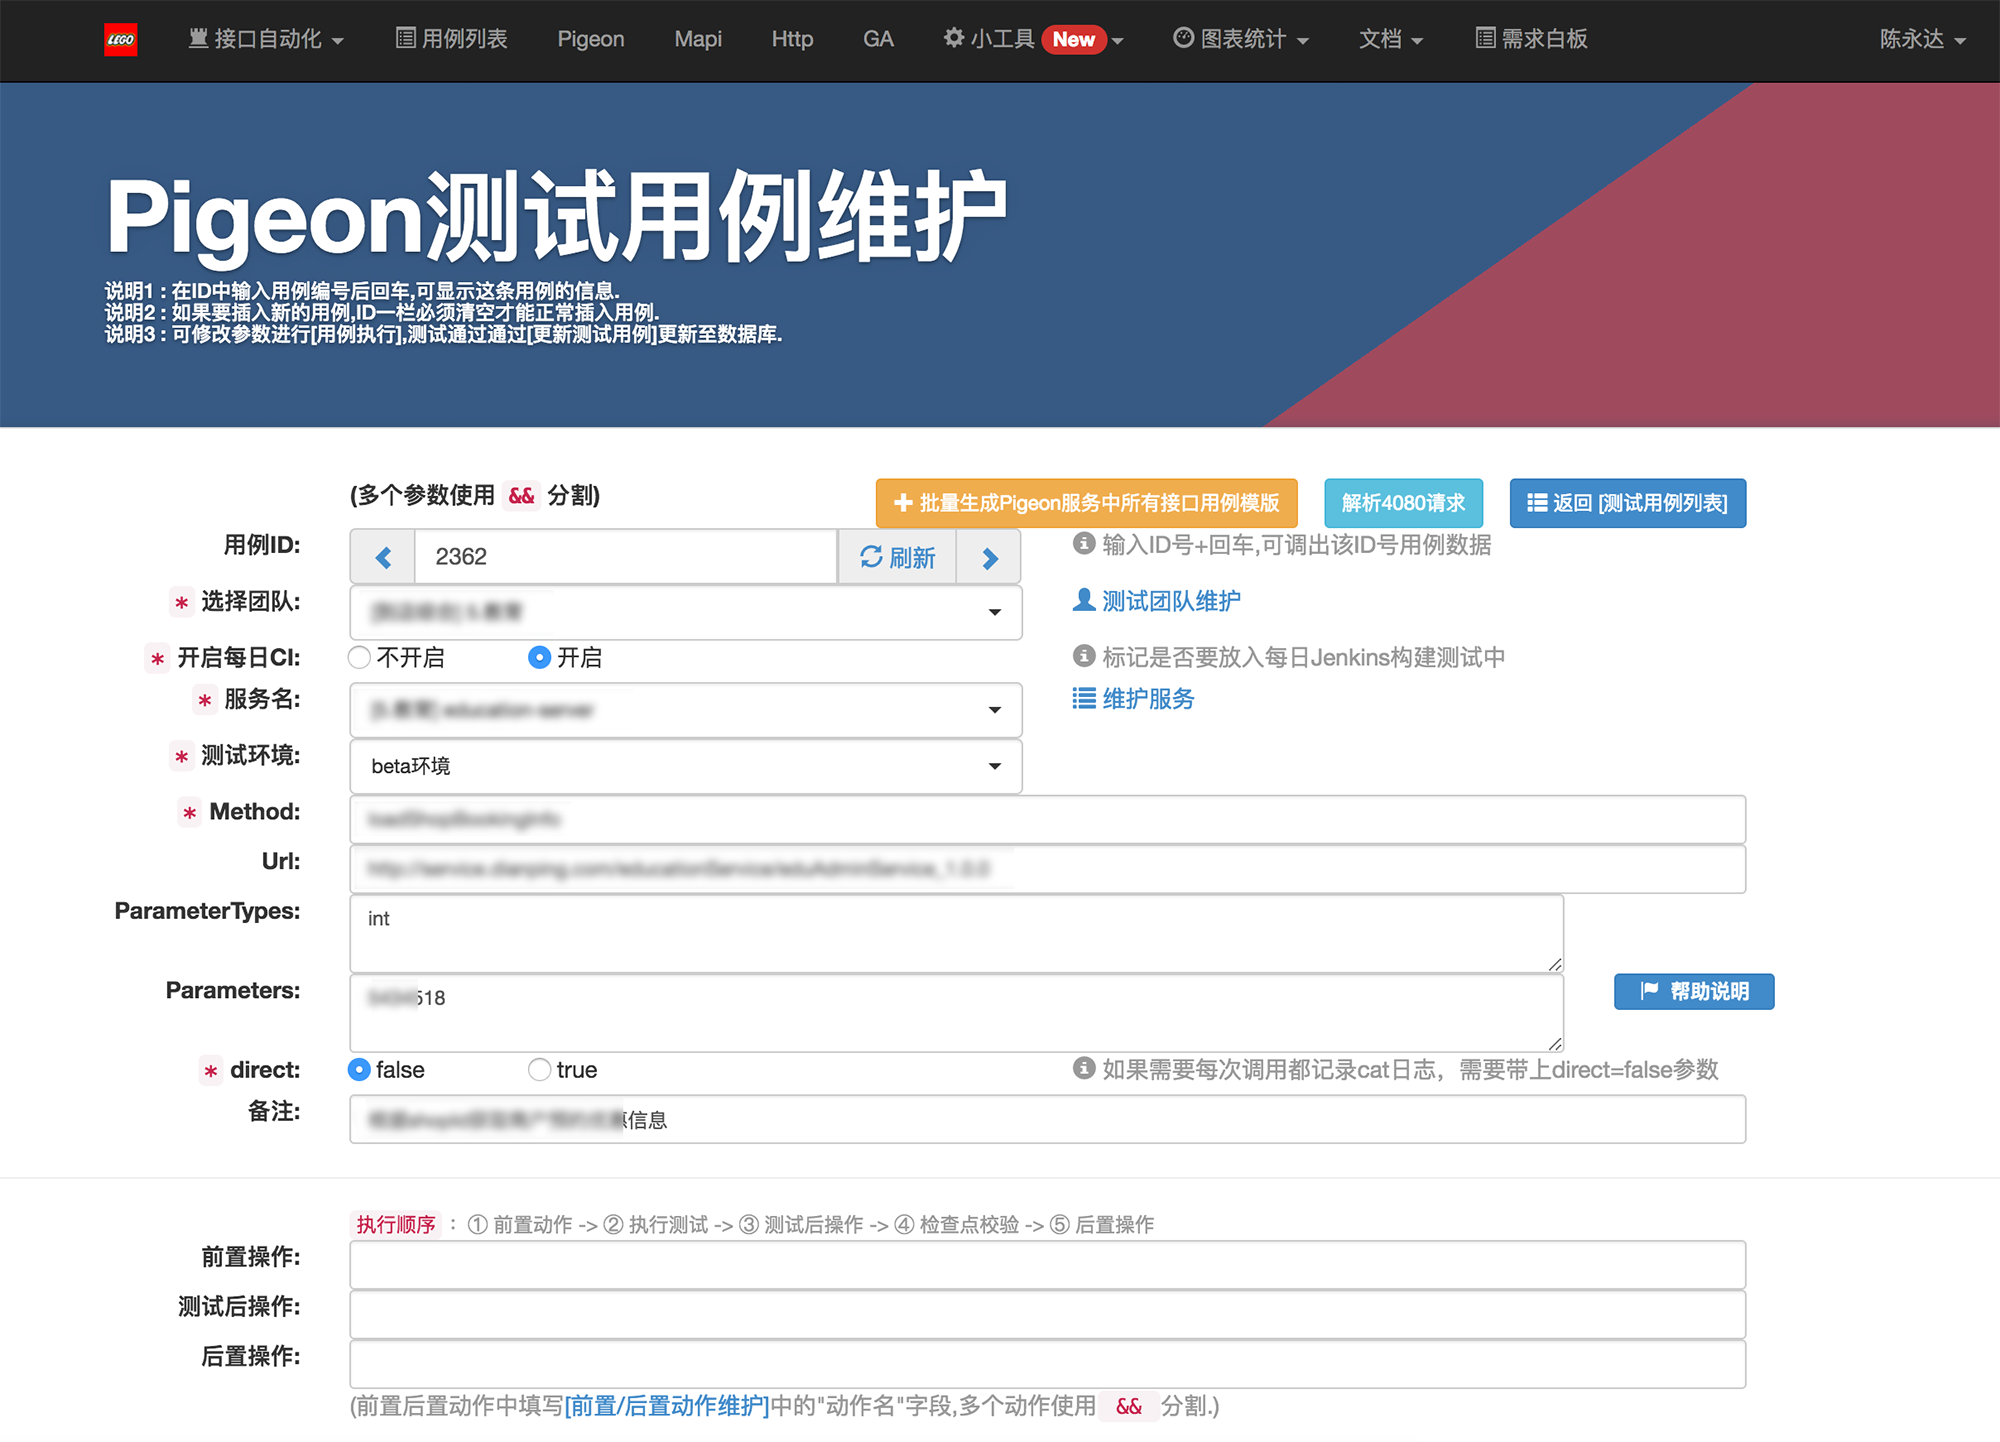 LEGO 接口自动化 用例列表 Pigeon Mapi Http GA 小工具 New 图表统计 文档 需求白板 陈永达
Pigeon测试用例维护
说明1：在ID中输入用例编号后回车,可显示这条用例的信息.
说明2：如果要插入新的用例,ID一栏必须清空才能正常插入用例.
说明3：可修改参数进行[用例执行],测试通过通过[更新测试用例]更新至数据库.
(多个参数使用 && 分割) 批量生成Pigeon服务中所有接口用例模版 解析4080请求 返回 [测试用例列表]
用例ID: 2362 刷新 输入ID号+回车,可调出该ID号用例数据
* 选择团队: 测试团队维护
* 开启每日CI: 不开启 开启 标记是否要放入每日Jenkins构建测试中
* 服务名: 维护服务
* 测试环境: beta环境
* Method:
Url:
ParameterTypes: int
Parameters: 518 帮助说明
* direct: false true 如果需要每次调用都记录cat日志，需要带上direct=false参数
备注: 信息
执行顺序 ： ① 前置动作 -> ② 执行测试 -> ③ 测试后操作 -> ④ 检查点校验 -> ⑤ 后置操作
前置操作:
测试后操作:
后置操作:
(前置后置动作中填写[前置/后置动作维护]中的"动作名"字段,多个动作使用 && 分割.)